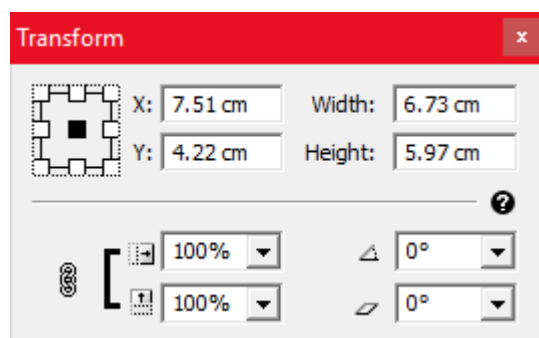 Transform x
X: 7.51 cm Width: 6.73 cm
Y: 4.22 cm Height: 5.97 cm
?
100% 0°
100% 0°